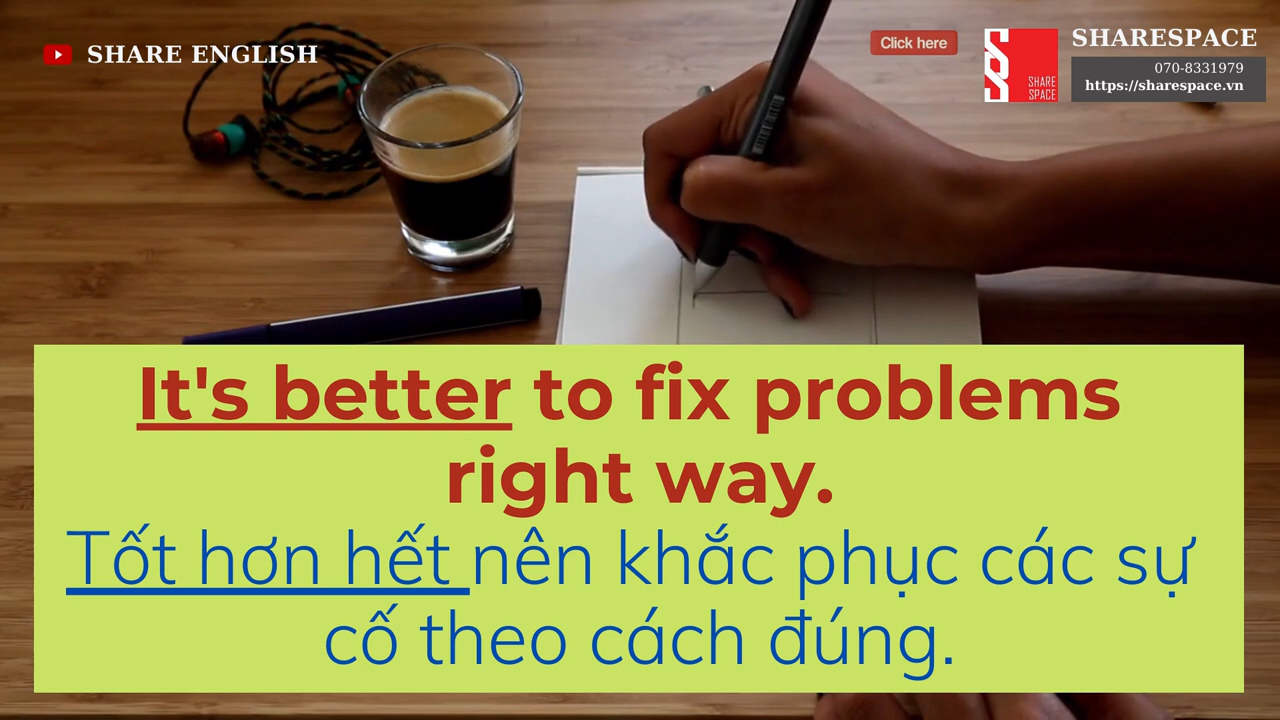 SHARE ENGLISH
Click here
SHARE
SPACE
SHARESPACE
070-8331979
https://sharespace.vn
It's better to fix problems
right way.
Tốt hơn hết nên khắc phục các sự
cố theo cách đúng.